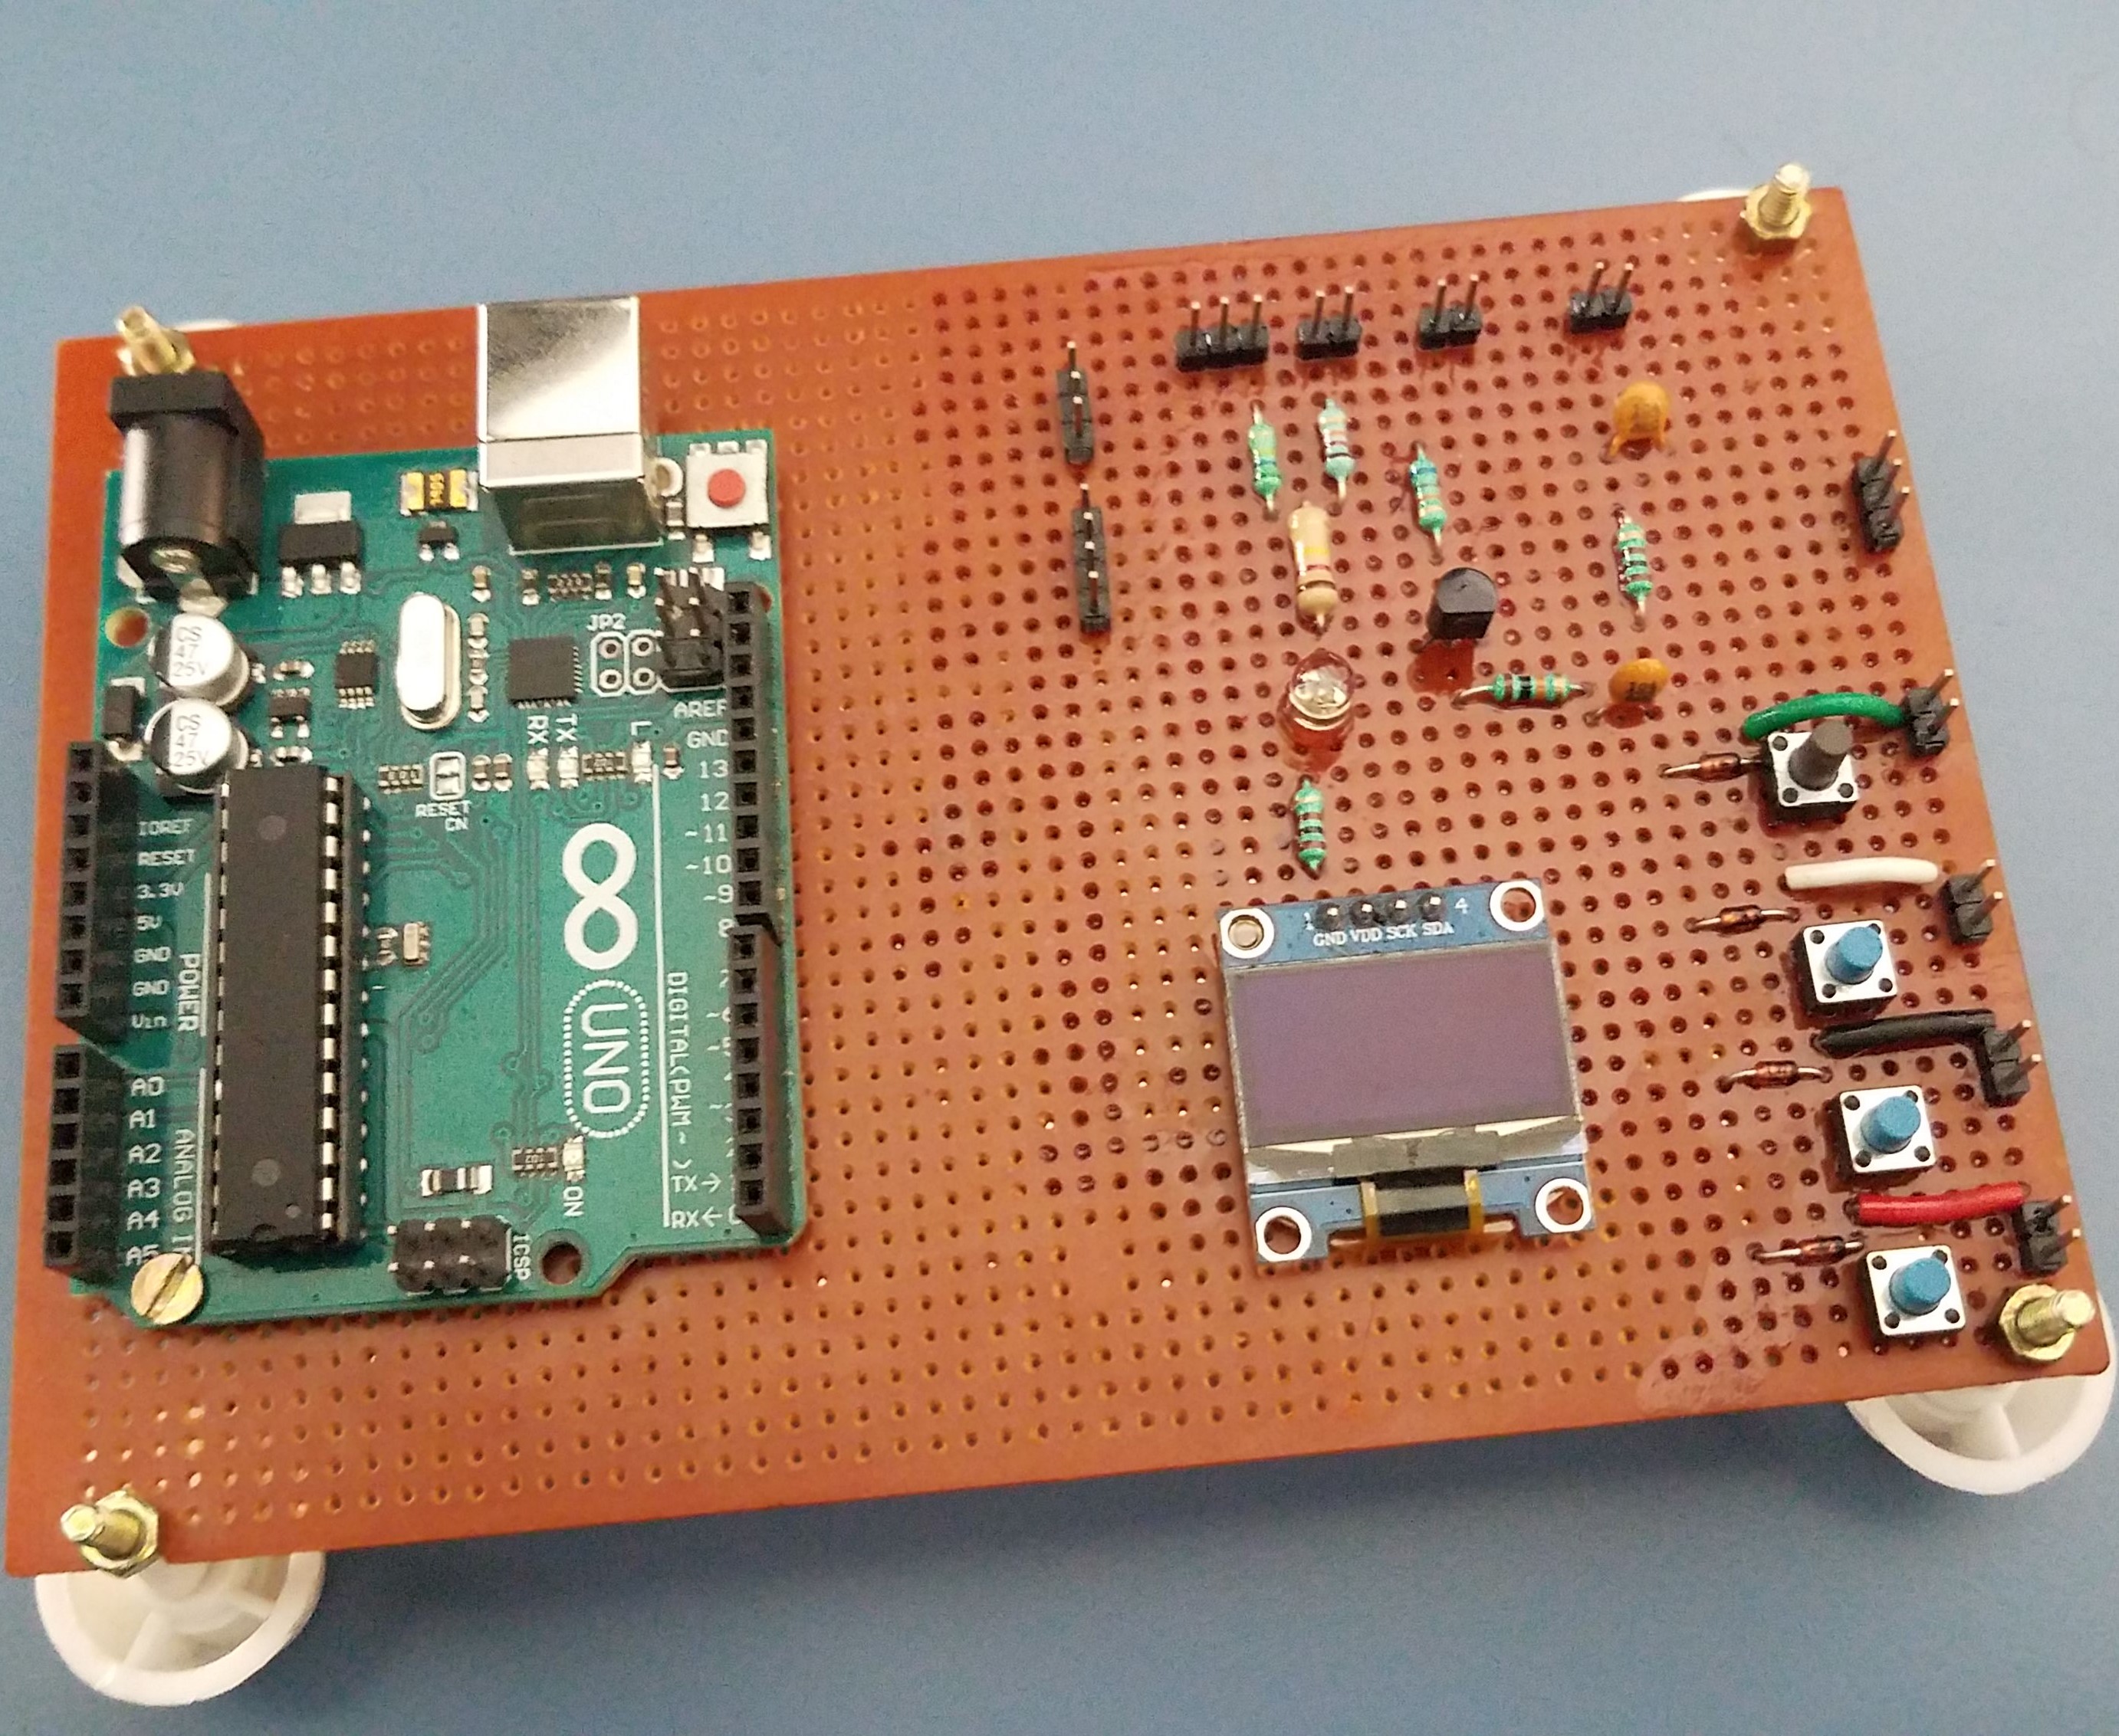 CS
47
25V
CS
47
25V
JP2
RX
TX
L
RESET
CN
AREF
GND
13
12
~11
~10
~9
8
~5
TX→
RX←
DIGITAL(PWM ~ )
UNO
ON
ICSP
IOREF
RESET
3.3V
5V
GND
GND
Vin
POWER
A0
A1
A2
A3
A4
A5
ANALOG I
1
4
GND VDD SCK SDA